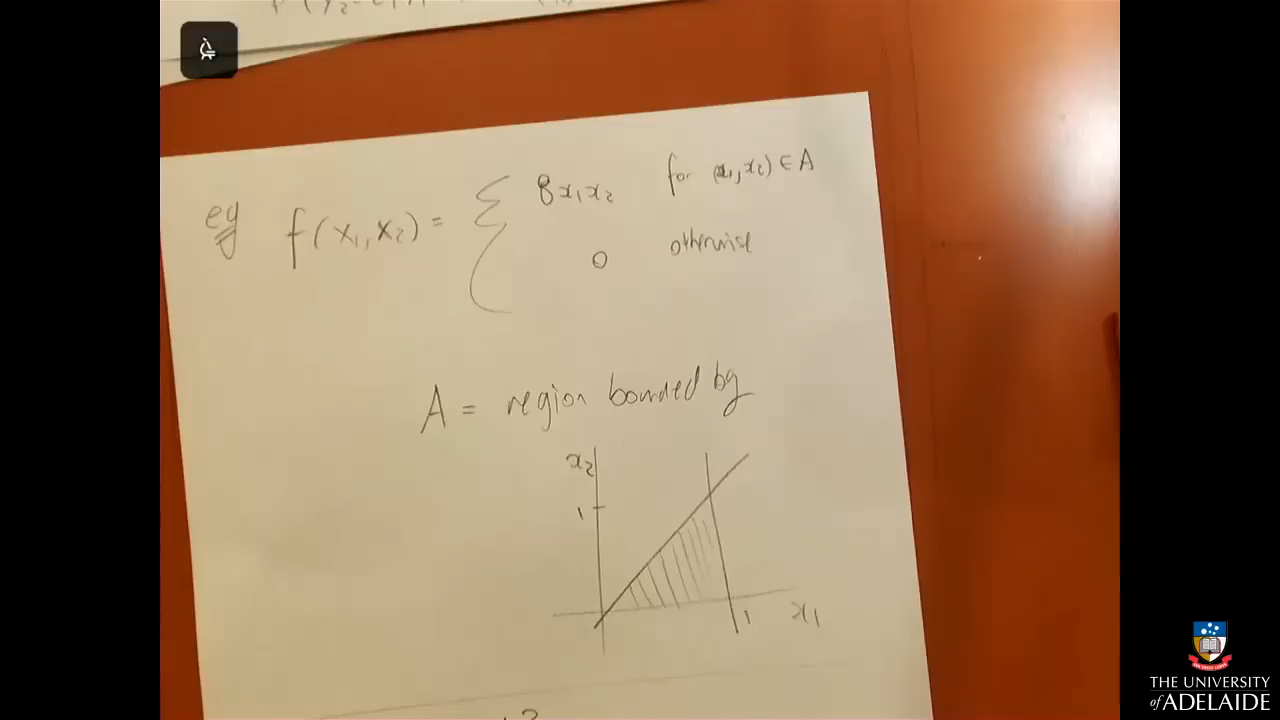 eg f(x₁, x₂) = { 8x₁x₂ for (x₁, x₂) ∈ A
0 otherwise
A = region bounded by
x₂
1
1 x₁
THE UNIVERSITY
of ADELAIDE